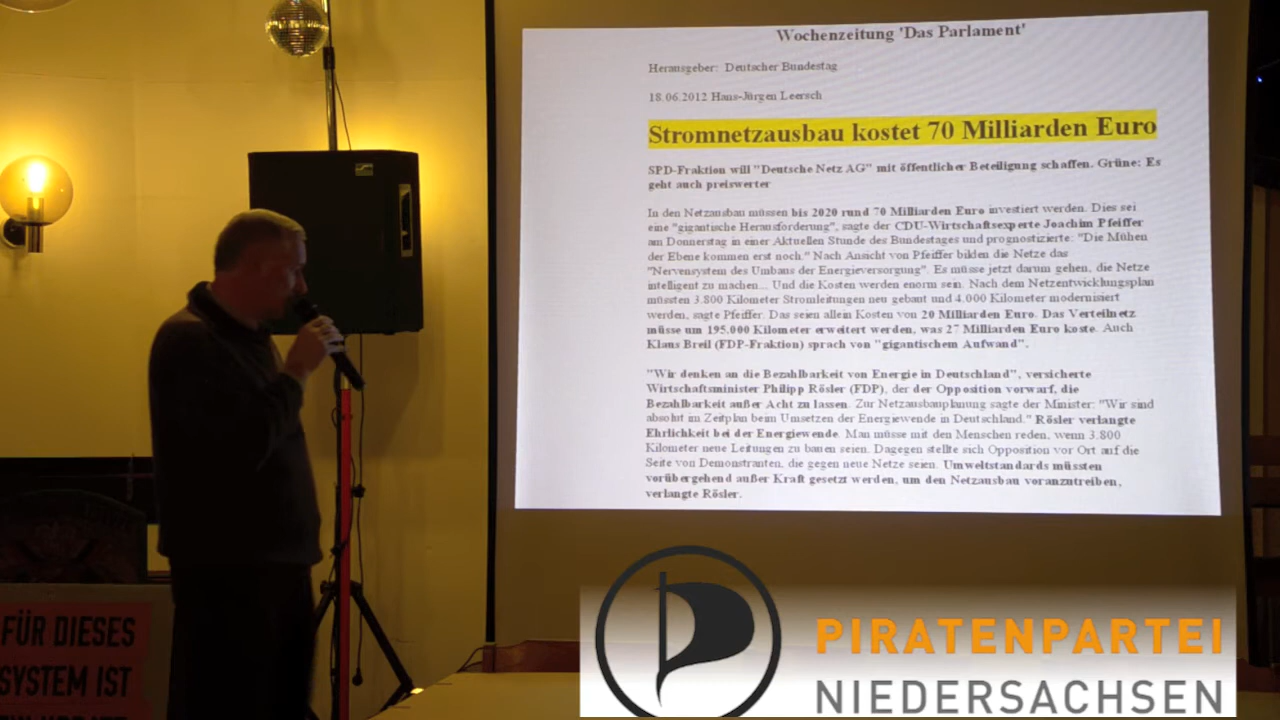 Wochenzeitung 'Das Parlament'
Herausgeber: Deutscher Bundestag
18.06.2012 Hans-Jürgen Leersch
Stromnetzausbau kostet 70 Milliarden Euro
SPD-Fraktion will "Deutsche Netz AG" mit öffentlicher Beteiligung schaffen. Grüne: Es
geht auch preiswerter
In den Netzausbau müssen bis 2020 rund 70 Milliarden Euro investiert werden. Dies sei
eine "gigantische Herausforderung", sagte der CDU-Wirtschaftsexperte Joachim Pfeiffer
am Donnerstag in einer Aktuellen Stunde des Bundestages und prognostizierte: "Die Mühen
der Ebene kommen erst noch." Nach Ansicht von Pfeiffer bilden die Netze das
"Nervensystem des Umbaus der Energieversorgung". Es müsse jetzt darum gehen, die Netze
intelligent zu machen... Und die Kosten werden enorm sein. Nach dem Netzentwicklungsplan
müssten 3.800 Kilometer Stromleitungen neu gebaut und 4.000 Kilometer modernisiert
werden, sagte Pfeiffer. Das seien allein Kosten von 20 Milliarden Euro. Das Verteilnetz
müsse um 195.000 Kilometer erweitert werden, was 27 Milliarden Euro koste. Auch
Klaus Breil (FDP-Fraktion) sprach von "gigantischem Aufwand".
"Wir denken an die Bezahlbarkeit von Energie in Deutschland", versicherte
Wirtschaftsminister Philipp Rösler (FDP), der der Opposition vorwarf, die
Bezahlbarkeit außer Acht zu lassen. Zur Netzausbauplanung sagte der Minister: "Wir sind
absolut im Zeitplan beim Umsetzen der Energiewende in Deutschland." Rösler verlangte
Ehrlichkeit bei der Energiewende. Man müsse mit den Menschen reden, wenn 3.800
Kilometer neue Leitungen zu bauen seien. Dagegen stellte sich Opposition vor Ort auf die
Seite von Demonstranten, die gegen neue Netze seien. Umweltstandards müssten
vorübergehend außer Kraft gesetzt werden, um den Netzausbau voranzutreiben,
verlangte Rösler.
FÜR DIESES
SYSTEM IST
PIRATENPARTEI
NIEDERSACHSEN